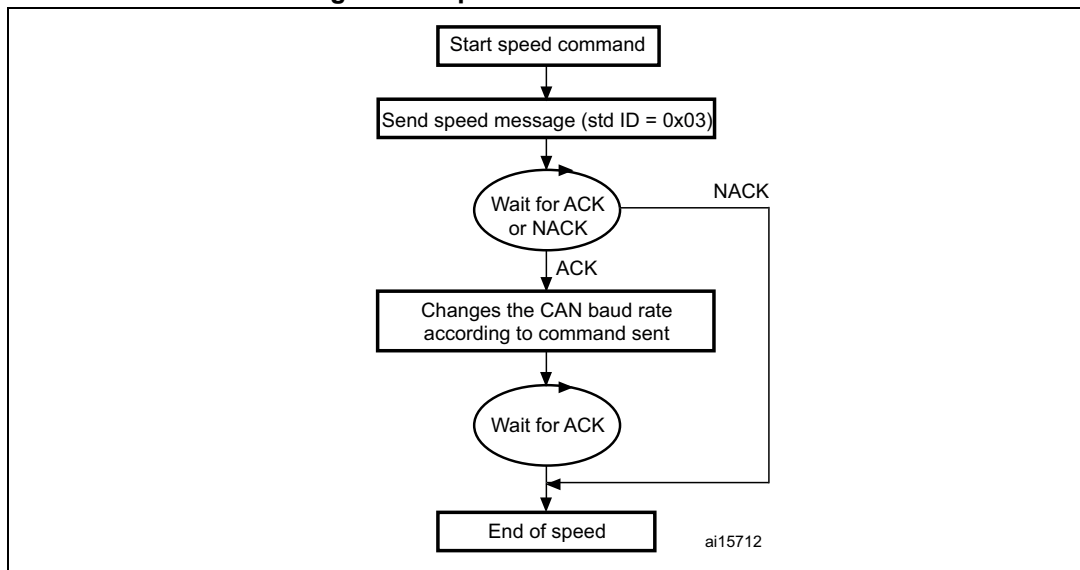 Start speed command
Send speed message (std ID = 0x03)
Wait for ACK
or NACK
NACK
ACK
Changes the CAN baud rate
according to command sent
Wait for ACK
End of speed
ai15712